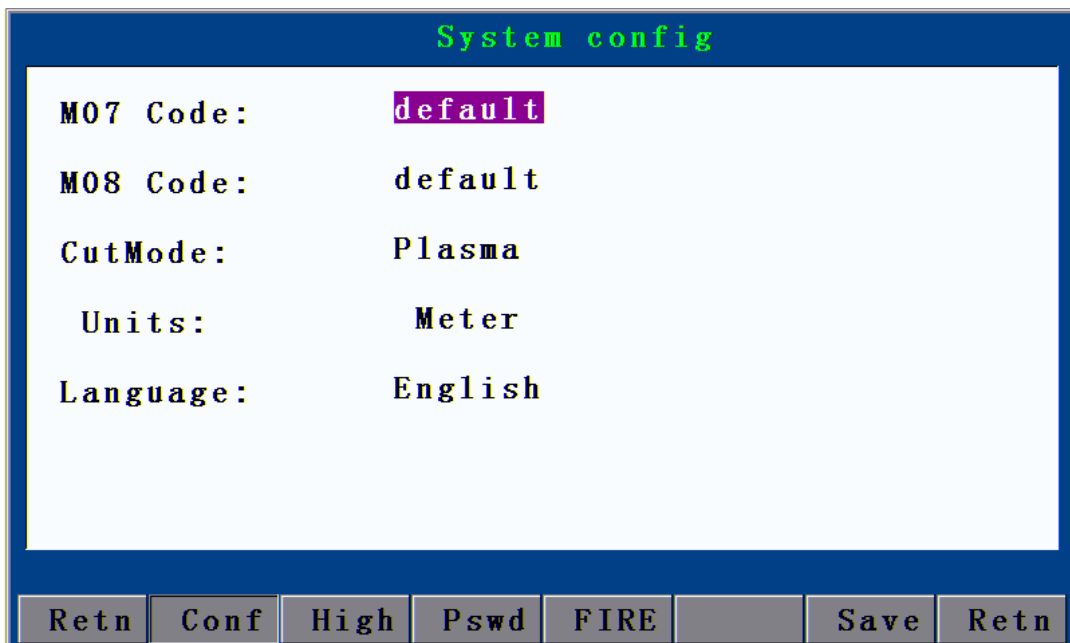 System config
M07 Code: default
M08 Code: default
CutMode: Plasma
Units: Meter
Language: English
Retn Conf High Pswd FIRE Save Retn